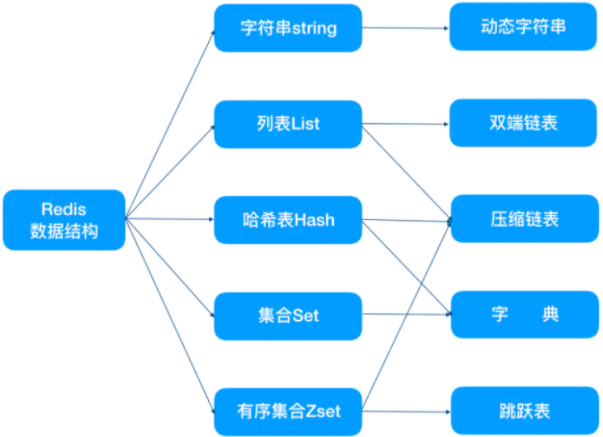 Redis
数据结构
字符串string
列表List
哈希表Hash
集合Set
有序集合Zset
动态字符串
双端链表
压缩链表
字 典
跳跃表